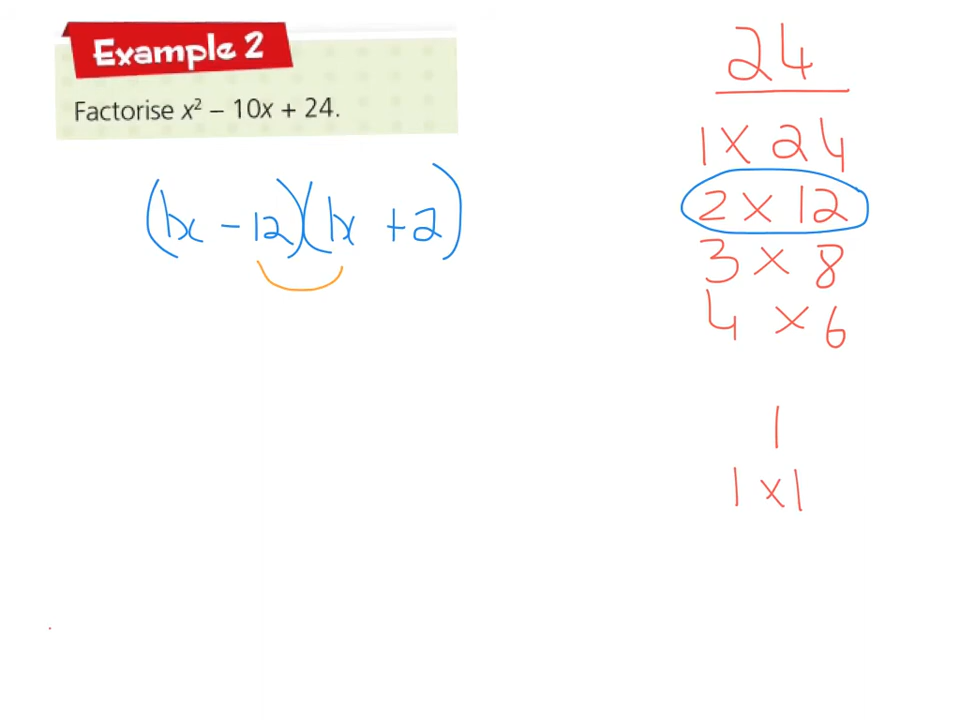 Example 2
Factorise x² – 10x + 24.
(1x - 12)(1x + 2)
24
1 x 24
2 x 12
3 x 8
4 x 6
1
1 x 1